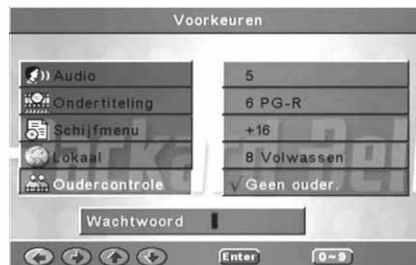 Voorkeuren
Audio
Ondertiteling
Schijfmenu
Lokaal
Oudercontrole
5
6 PG-R
+16
8 Volwassen
√ Geen ouder.
Wachtwoord
Enter 0~9